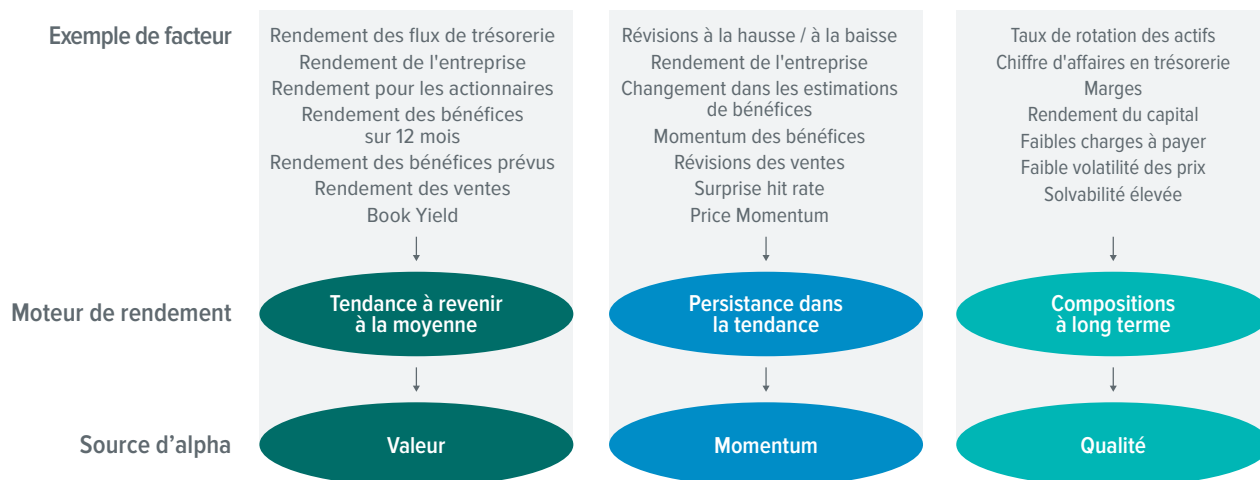 Exemple de facteur
Rendement des flux de trésorerie
Rendement de l'entreprise
Rendement pour les actionnaires
Rendement des bénéfices
sur 12 mois
Rendement des bénéfices prévus
Rendement des ventes
Book Yield
Révisions à la hausse / à la baisse
Rendement de l'entreprise
Changement dans les estimations
de bénéfices
Momentum des bénéfices
Révisions des ventes
Surprise hit rate
Price Momentum
Taux de rotation des actifs
Chiffre d'affaires en trésorerie
Marges
Rendement du capital
Faibles charges à payer
Faible volatilité des prix
Solvabilité élevée
Moteur de rendement
Tendance à revenir
à la moyenne
Persistance dans
la tendance
Compositions
à long terme
Source d’alpha
Valeur
Momentum
Qualité